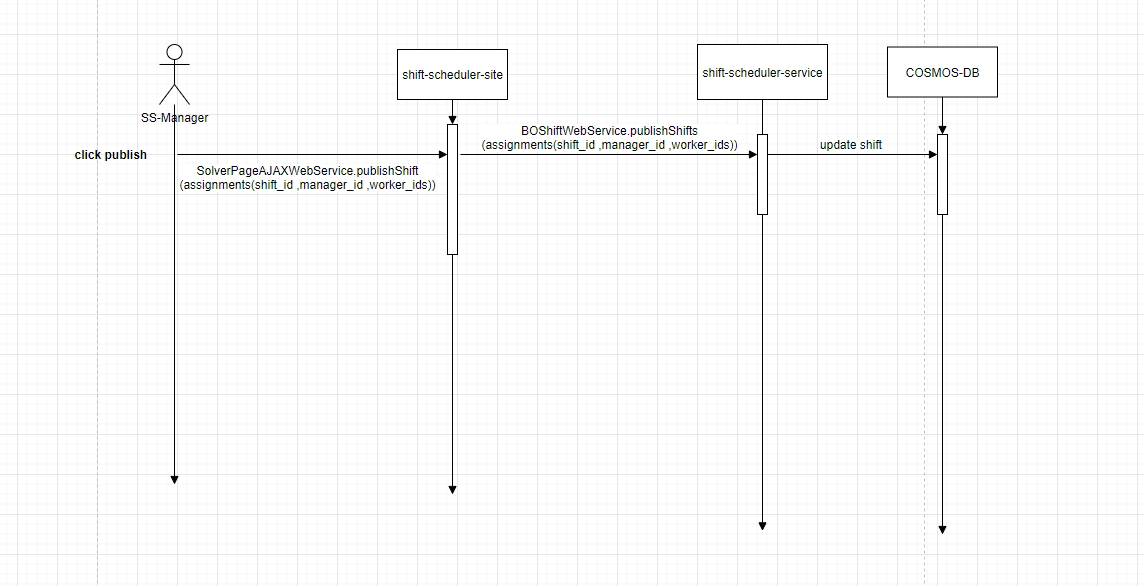 shift-scheduler-site
shift-scheduler-service
COSMOS-DB
SS-Manager
click publish
SolverPageAJAXWebService.publishShift
(assignments(shift_id ,manager_id ,worker_ids))
BOShiftWebService.publishShifts
(assignments(shift_id ,manager_id ,worker_ids))
update shift